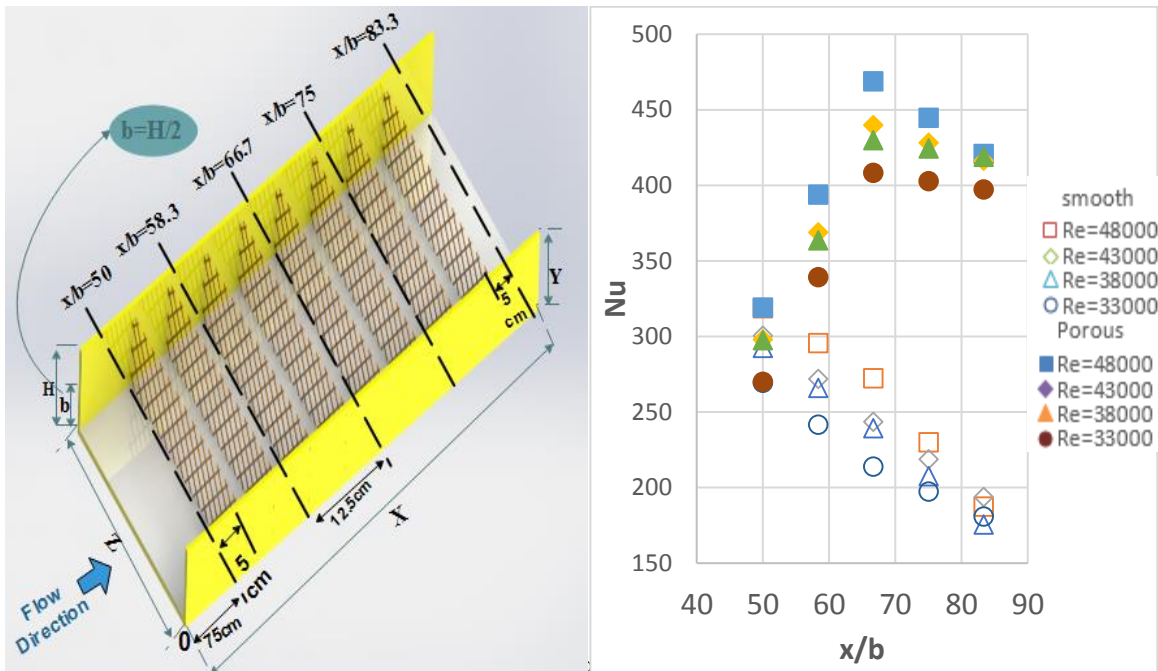 x/b=83.3
x/b=75
x/b=66.7
x/b=58.3
x/b=50
b=H/2
H
b
Y
5
cm
Z
Flow
Direction
0
75cm
5
cm
12.5cm
X
500
450
400
350
300
250
200
150
Nu
40 50 60 70 80 90
x/b
smooth
Re=48000
Re=43000
Re=38000
Re=33000
Porous
Re=48000
Re=43000
Re=38000
Re=33000